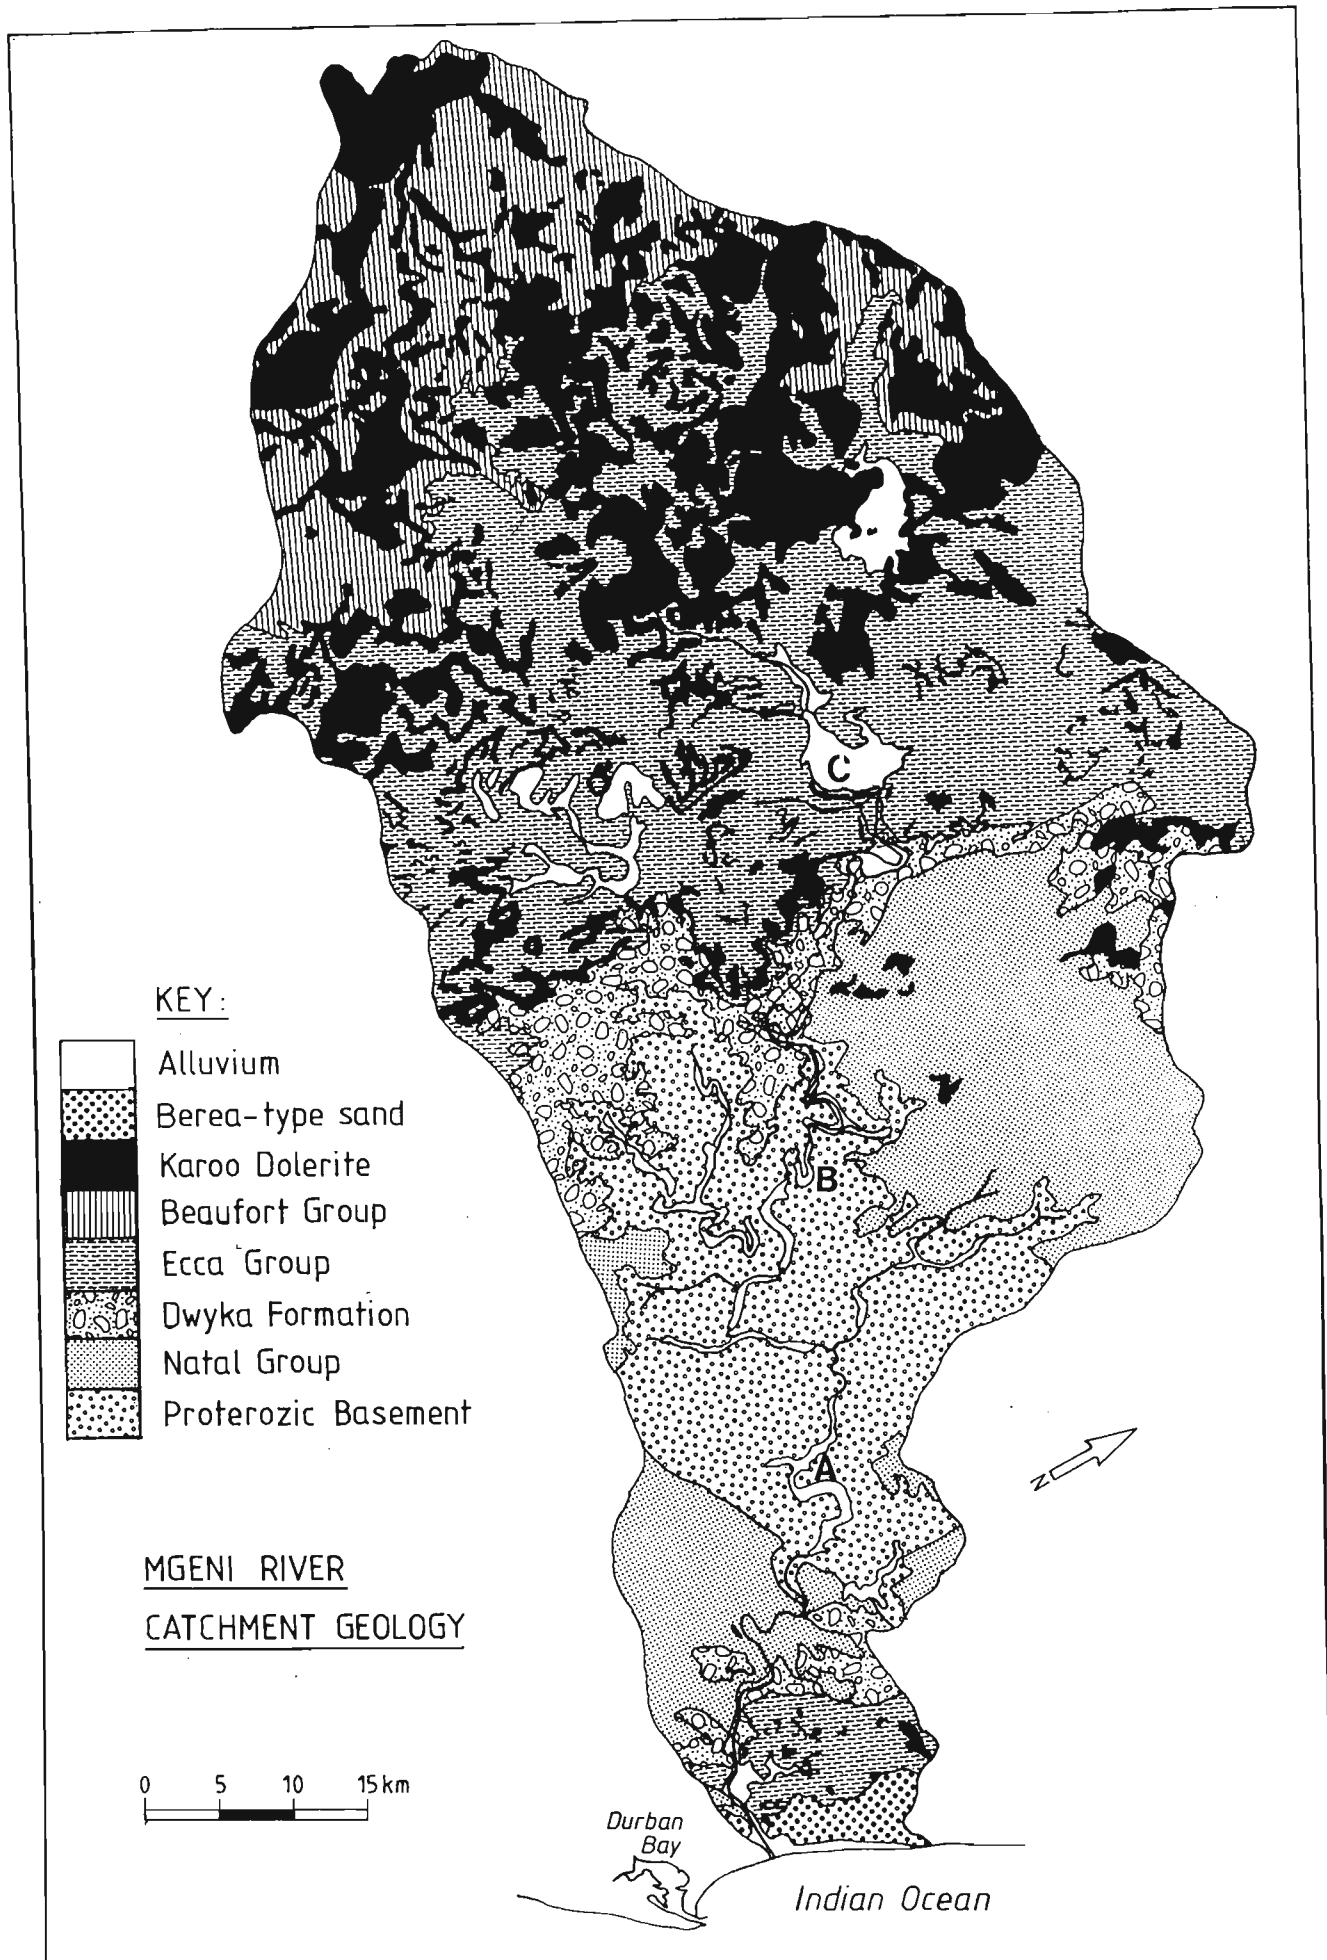 C
KEY:
Alluvium
Berea-type sand
Karoo Dolerite
Beaufort Group
Ecca Group
Dwyka Formation
Natal Group
Proterozic Basement
B
A
N
MGENI RIVER
CATCHMENT GEOLOGY
0 5 10 15 km
Durban
Bay
Indian Ocean